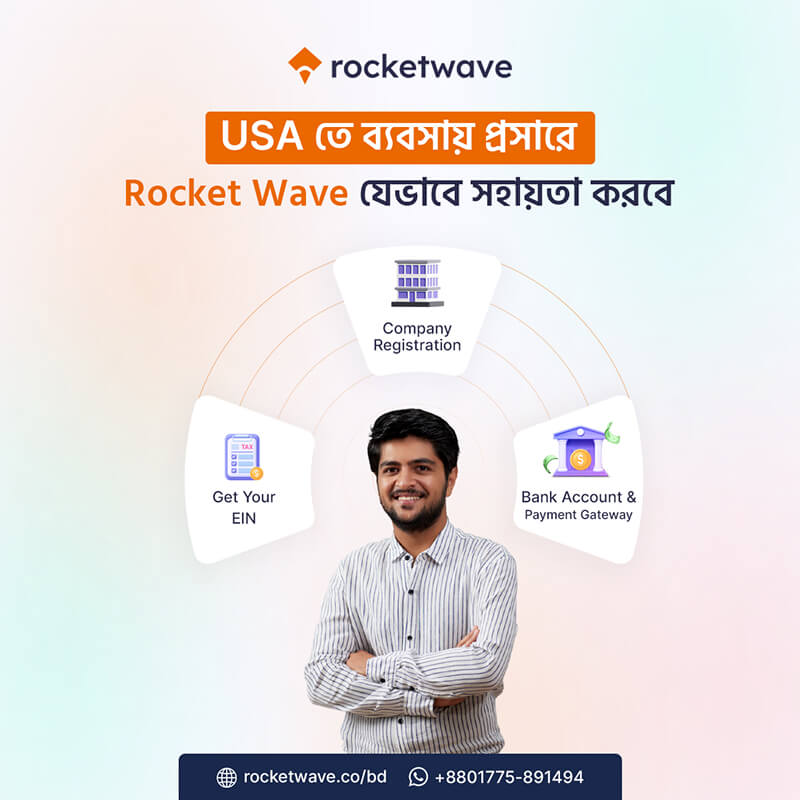 rocketwave
USA তে ব্যবসায় প্রসারে
Rocket Wave যেভাবে সহায়তা করবে
Company
Registration
TAX
Get Your
EIN
Bank Account &
Payment Gateway
rocketwave.co/bd +8801775-891494